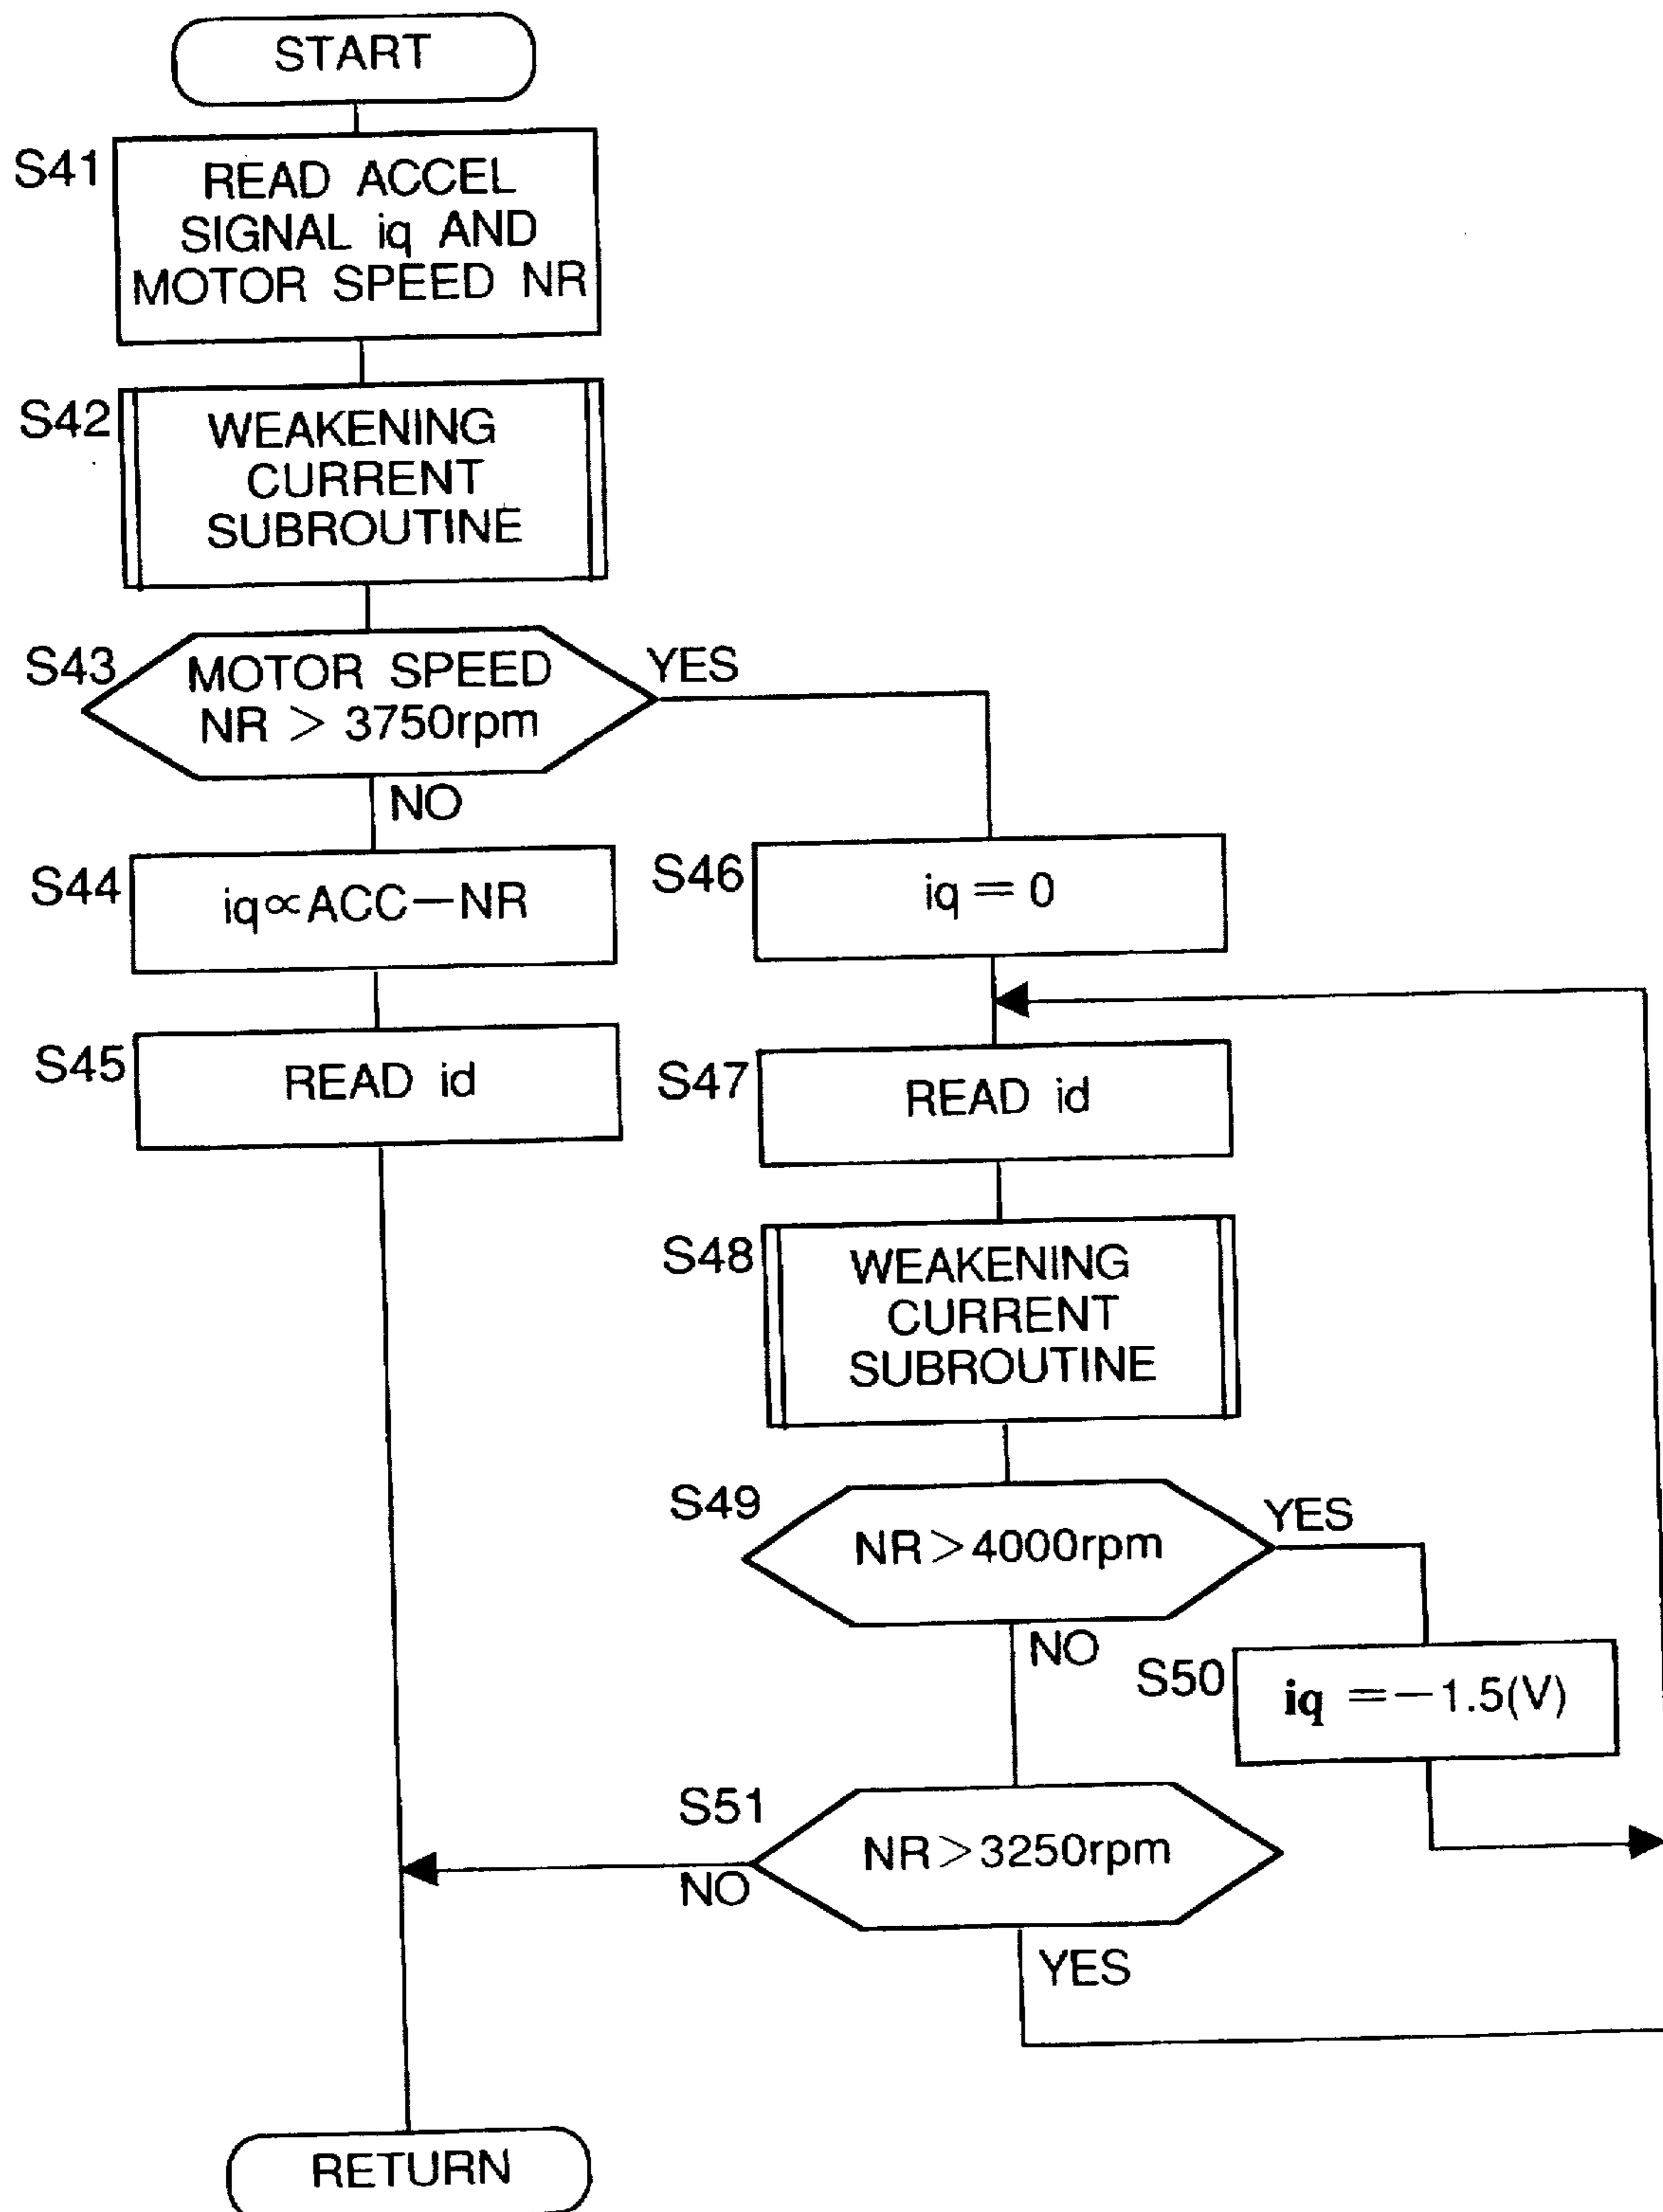 START
S41
READ ACCEL
SIGNAL iq AND
MOTOR SPEED NR
S42
WEAKENING
CURRENT
SUBROUTINE
S43
MOTOR SPEED
NR > 3750rpm
YES
NO
S44
iq∝ACC−NR
S46
iq = 0
S45
READ id
S47
READ id
S48
WEAKENING
CURRENT
SUBROUTINE
S49
NR>4000rpm
YES
NO
S50
iq =−1.5(V)
S51
NR>3250rpm
NO
YES
RETURN